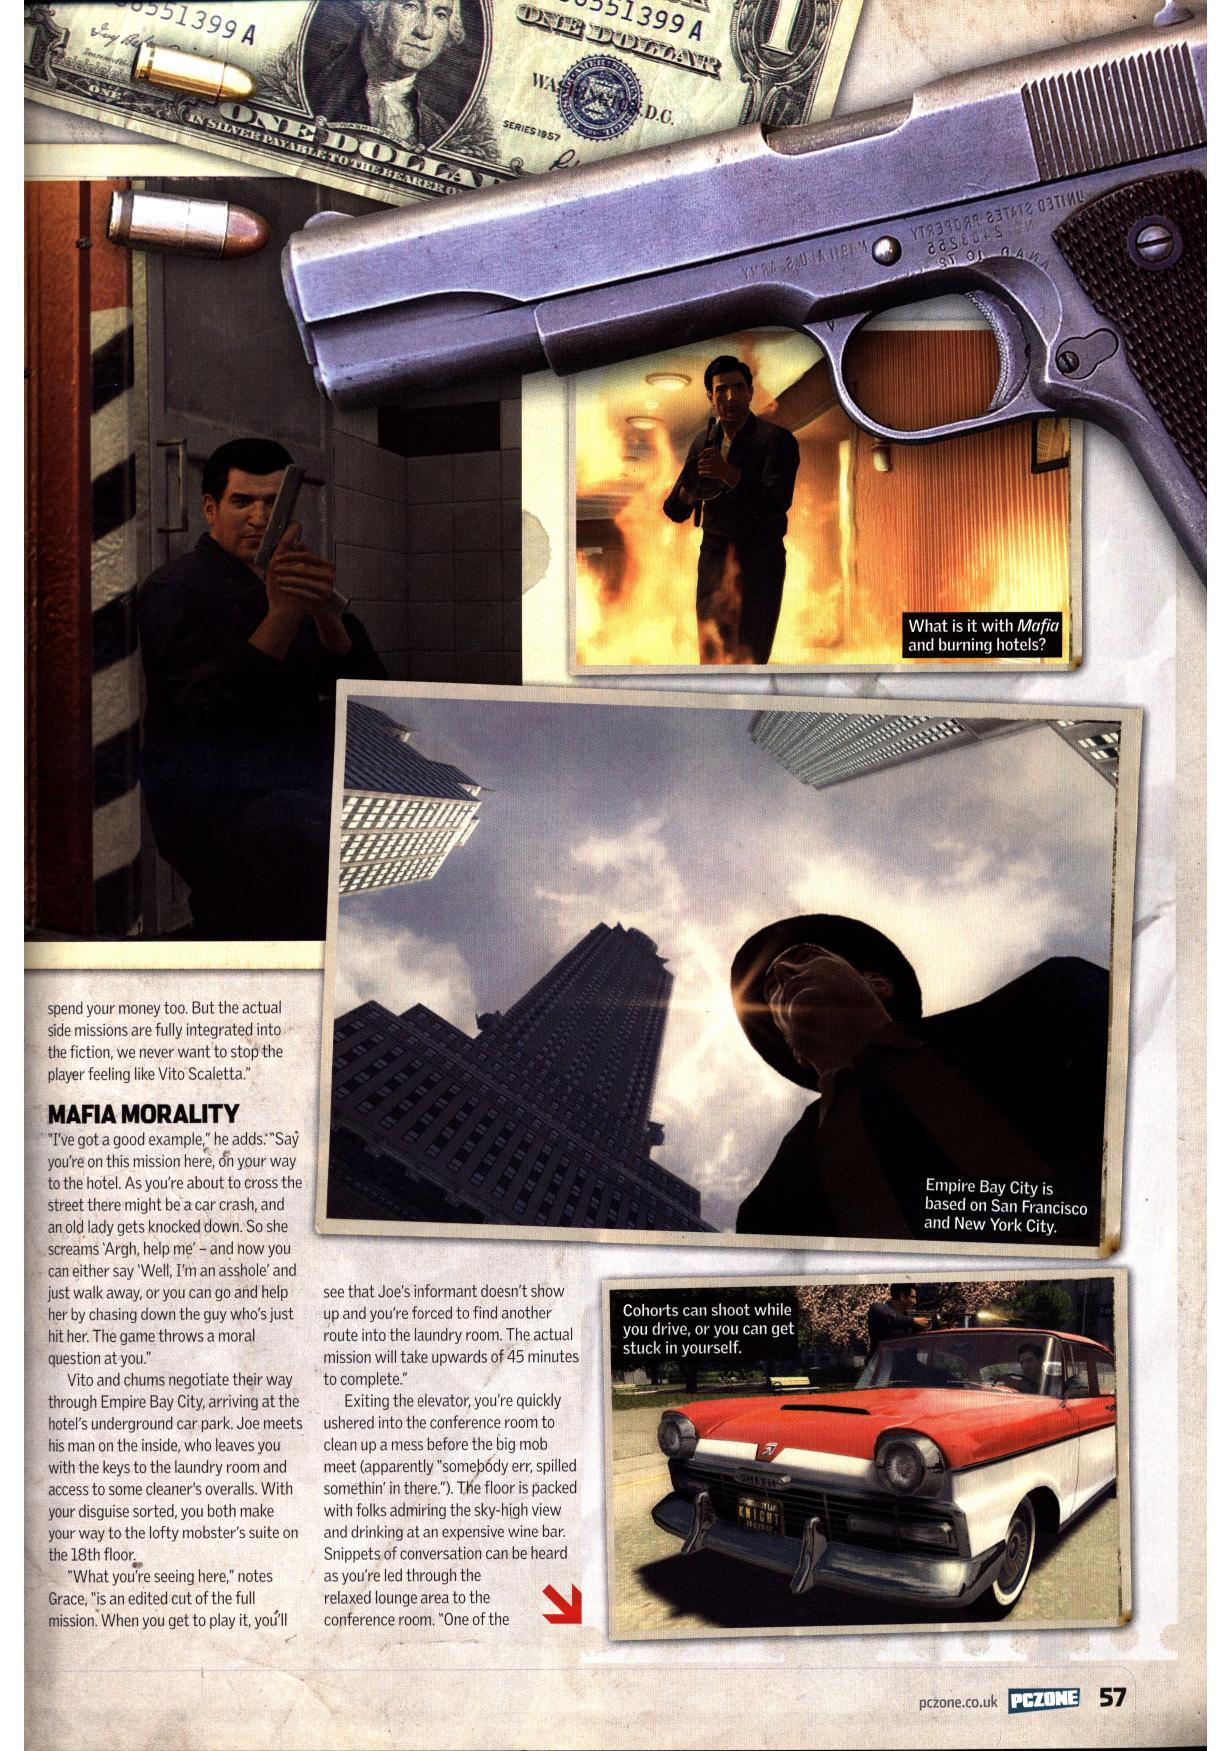 36551399 A
ONE
ONE DOLLAR
IN SILVER PAYABLE TO THE BEARER ON
WASHINGTON, D.C.
SERIES 1957
36551399 A
ONE DOLLAR
1
UNITED STATES PROPERTY
What is it with Mafia
and burning hotels?
Empire Bay City is
based on San Francisco
and New York City.
spend your money too. But the actual
side missions are fully integrated into
the fiction, we never want to stop the
player feeling like Vito Scaletta.”
MAFIA MORALITY
“I’ve got a good example,” he adds. “Say
you’re on this mission here, on your way
to the hotel. As you’re about to cross the
street there might be a car crash, and
an old lady gets knocked down. So she
screams ‘Argh, help me’ – and now you
can either say ‘Well, I’m an asshole’ and
just walk away, or you can go and help
her by chasing down the guy who’s just
hit her. The game throws a moral
question at you.”
Vito and chums negotiate their way
through Empire Bay City, arriving at the
hotel’s underground car park. Joe meets
his man on the inside, who leaves you
with the keys to the laundry room and
access to some cleaner’s overalls. With
your disguise sorted, you both make
your way to the lofty mobster’s suite on
the 18th floor.
“What you’re seeing here,” notes
Grace, “is an edited cut of the full
mission. When you get to play it, you’ll
see that Joe’s informant doesn’t show
up and you’re forced to find another
route into the laundry room. The actual
mission will take upwards of 45 minutes
to complete.”
Exiting the elevator, you’re quickly
ushered into the conference room to
clean up a mess before the big mob
meet (apparently “somebody err, spilled
somethin’ in there.”). The floor is packed
with folks admiring the sky-high view
and drinking at an expensive wine bar.
Snippets of conversation can be heard
as you’re led through the
relaxed lounge area to the
conference room. “One of the
Cohorts can shoot while
you drive, or you can get
stuck in yourself.
SMITH
KNIGHT
pczone.co.uk PCZONE 57